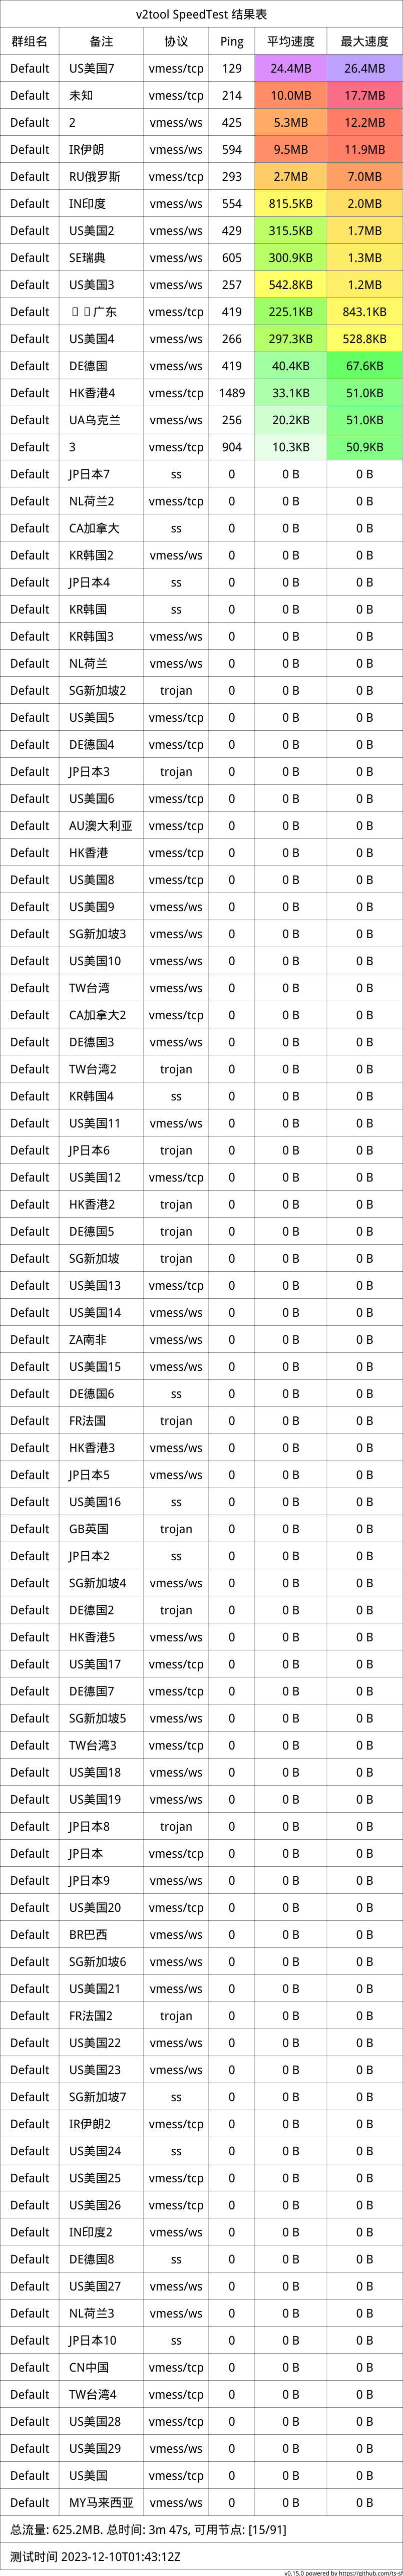 v2tool SpeedTest 结果表
群组名 备注 协议 Ping 平均速度 最大速度
Default US美国7 vmess/tcp 129 24.4MB 26.4MB
Default 未知 vmess/tcp 214 10.0MB 17.7MB
Default 2 vmess/ws 425 5.3MB 12.2MB
Default IR伊朗 vmess/ws 594 9.5MB 11.9MB
Default RU俄罗斯 vmess/tcp 293 2.7MB 7.0MB
Default IN印度 vmess/ws 554 815.5KB 2.0MB
Default US美国2 vmess/ws 429 315.5KB 1.7MB
Default SE瑞典 vmess/ws 605 300.9KB 1.3MB
Default US美国3 vmess/ws 257 542.8KB 1.2MB
Default 广东 vmess/tcp 419 225.1KB 843.1KB
Default US美国4 vmess/ws 266 297.3KB 528.8KB
Default DE德国 vmess/ws 419 40.4KB 67.6KB
Default HK香港4 vmess/tcp 1489 33.1KB 51.0KB
Default UA乌克兰 vmess/ws 256 20.2KB 51.0KB
Default 3 vmess/tcp 904 10.3KB 50.9KB
Default JP日本7 ss 0 0 B 0 B
Default NL荷兰2 vmess/tcp 0 0 B 0 B
Default CA加拿大 ss 0 0 B 0 B
Default KR韩国2 vmess/ws 0 0 B 0 B
Default JP日本4 ss 0 0 B 0 B
Default KR韩国 ss 0 0 B 0 B
Default KR韩国3 vmess/ws 0 0 B 0 B
Default NL荷兰 vmess/ws 0 0 B 0 B
Default SG新加坡2 trojan 0 0 B 0 B
Default US美国5 vmess/tcp 0 0 B 0 B
Default DE德国4 vmess/tcp 0 0 B 0 B
Default JP日本3 trojan 0 0 B 0 B
Default US美国6 vmess/tcp 0 0 B 0 B
Default AU澳大利亚 vmess/tcp 0 0 B 0 B
Default HK香港 vmess/tcp 0 0 B 0 B
Default US美国8 vmess/tcp 0 0 B 0 B
Default US美国9 vmess/ws 0 0 B 0 B
Default SG新加坡3 vmess/ws 0 0 B 0 B
Default US美国10 vmess/ws 0 0 B 0 B
Default TW台湾 vmess/ws 0 0 B 0 B
Default CA加拿大2 vmess/tcp 0 0 B 0 B
Default DE德国3 vmess/ws 0 0 B 0 B
Default TW台湾2 trojan 0 0 B 0 B
Default KR韩国4 ss 0 0 B 0 B
Default US美国11 vmess/ws 0 0 B 0 B
Default JP日本6 trojan 0 0 B 0 B
Default US美国12 vmess/tcp 0 0 B 0 B
Default HK香港2 trojan 0 0 B 0 B
Default DE德国5 trojan 0 0 B 0 B
Default SG新加坡 trojan 0 0 B 0 B
Default US美国13 vmess/tcp 0 0 B 0 B
Default US美国14 vmess/ws 0 0 B 0 B
Default ZA南非 vmess/ws 0 0 B 0 B
Default US美国15 vmess/ws 0 0 B 0 B
Default DE德国6 ss 0 0 B 0 B
Default FR法国 trojan 0 0 B 0 B
Default HK香港3 vmess/ws 0 0 B 0 B
Default JP日本5 vmess/ws 0 0 B 0 B
Default US美国16 ss 0 0 B 0 B
Default GB英国 trojan 0 0 B 0 B
Default JP日本2 ss 0 0 B 0 B
Default SG新加坡4 vmess/ws 0 0 B 0 B
Default DE德国2 trojan 0 0 B 0 B
Default HK香港5 vmess/ws 0 0 B 0 B
Default US美国17 vmess/tcp 0 0 B 0 B
Default DE德国7 vmess/tcp 0 0 B 0 B
Default SG新加坡5 vmess/ws 0 0 B 0 B
Default TW台湾3 vmess/tcp 0 0 B 0 B
Default US美国18 vmess/ws 0 0 B 0 B
Default US美国19 vmess/ws 0 0 B 0 B
Default JP日本8 trojan 0 0 B 0 B
Default JP日本 vmess/tcp 0 0 B 0 B
Default JP日本9 vmess/ws 0 0 B 0 B
Default US美国20 vmess/tcp 0 0 B 0 B
Default BR巴西 vmess/ws 0 0 B 0 B
Default SG新加坡6 vmess/ws 0 0 B 0 B
Default US美国21 vmess/ws 0 0 B 0 B
Default FR法国2 trojan 0 0 B 0 B
Default US美国22 vmess/ws 0 0 B 0 B
Default US美国23 vmess/ws 0 0 B 0 B
Default SG新加坡7 ss 0 0 B 0 B
Default IR伊朗2 vmess/tcp 0 0 B 0 B
Default US美国24 ss 0 0 B 0 B
Default US美国25 vmess/tcp 0 0 B 0 B
Default US美国26 vmess/tcp 0 0 B 0 B
Default IN印度2 vmess/ws 0 0 B 0 B
Default DE德国8 ss 0 0 B 0 B
Default US美国27 vmess/ws 0 0 B 0 B
Default NL荷兰3 vmess/ws 0 0 B 0 B
Default JP日本10 ss 0 0 B 0 B
Default CN中国 vmess/tcp 0 0 B 0 B
Default TW台湾4 vmess/tcp 0 0 B 0 B
Default US美国28 vmess/tcp 0 0 B 0 B
Default US美国29 vmess/ws 0 0 B 0 B
Default US美国 vmess/tcp 0 0 B 0 B
Default MY马来西亚 vmess/ws 0 0 B 0 B
总流量: 625.2MB. 总时间: 3m 47s, 可用节点: [15/91]
测试时间 2023-12-10T01:43:12Z
v0.15.0 powered by https://github.com/ts-sf